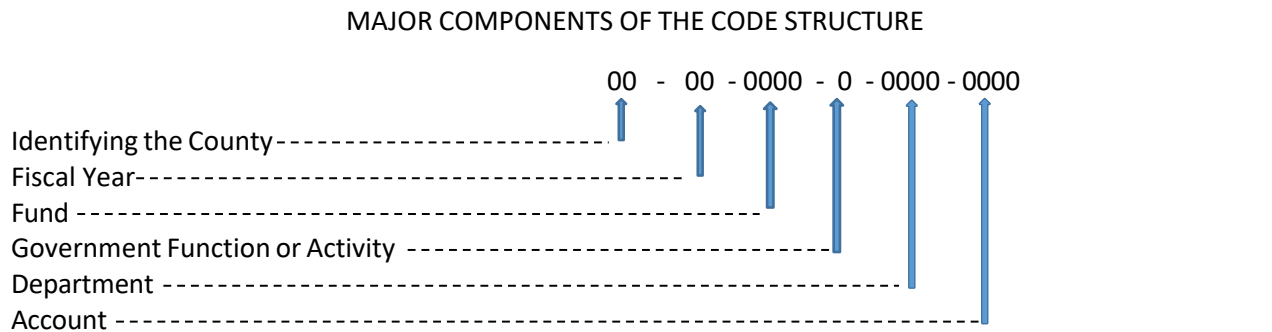 MAJOR COMPONENTS OF THE CODE STRUCTURE
00 - 00 - 0000 - 0 - 0000 - 0000
Identifying the County
Fiscal Year
Fund
Government Function or Activity
Department
Account